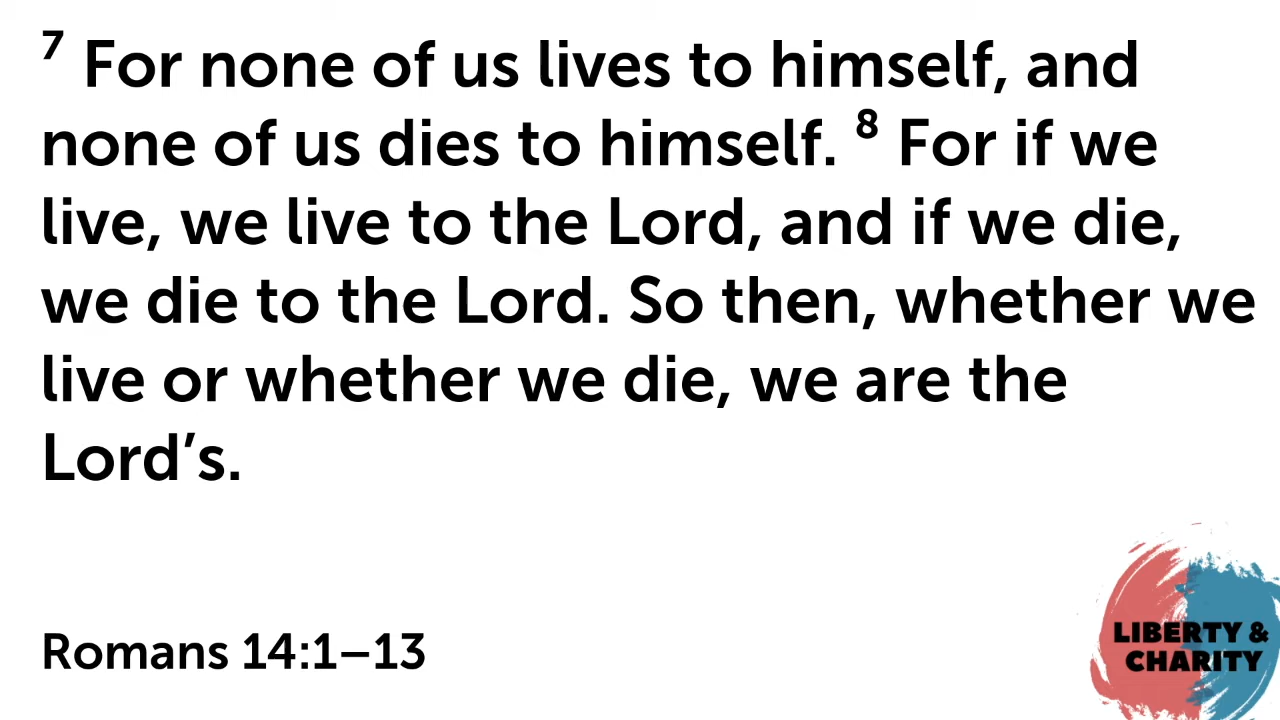 ⁷ For none of us lives to himself, and
none of us dies to himself. ⁸ For if we
live, we live to the Lord, and if we die,
we die to the Lord. So then, whether we
live or whether we die, we are the
Lord’s.
Romans 14:1–13
LIBERTY &
CHARITY